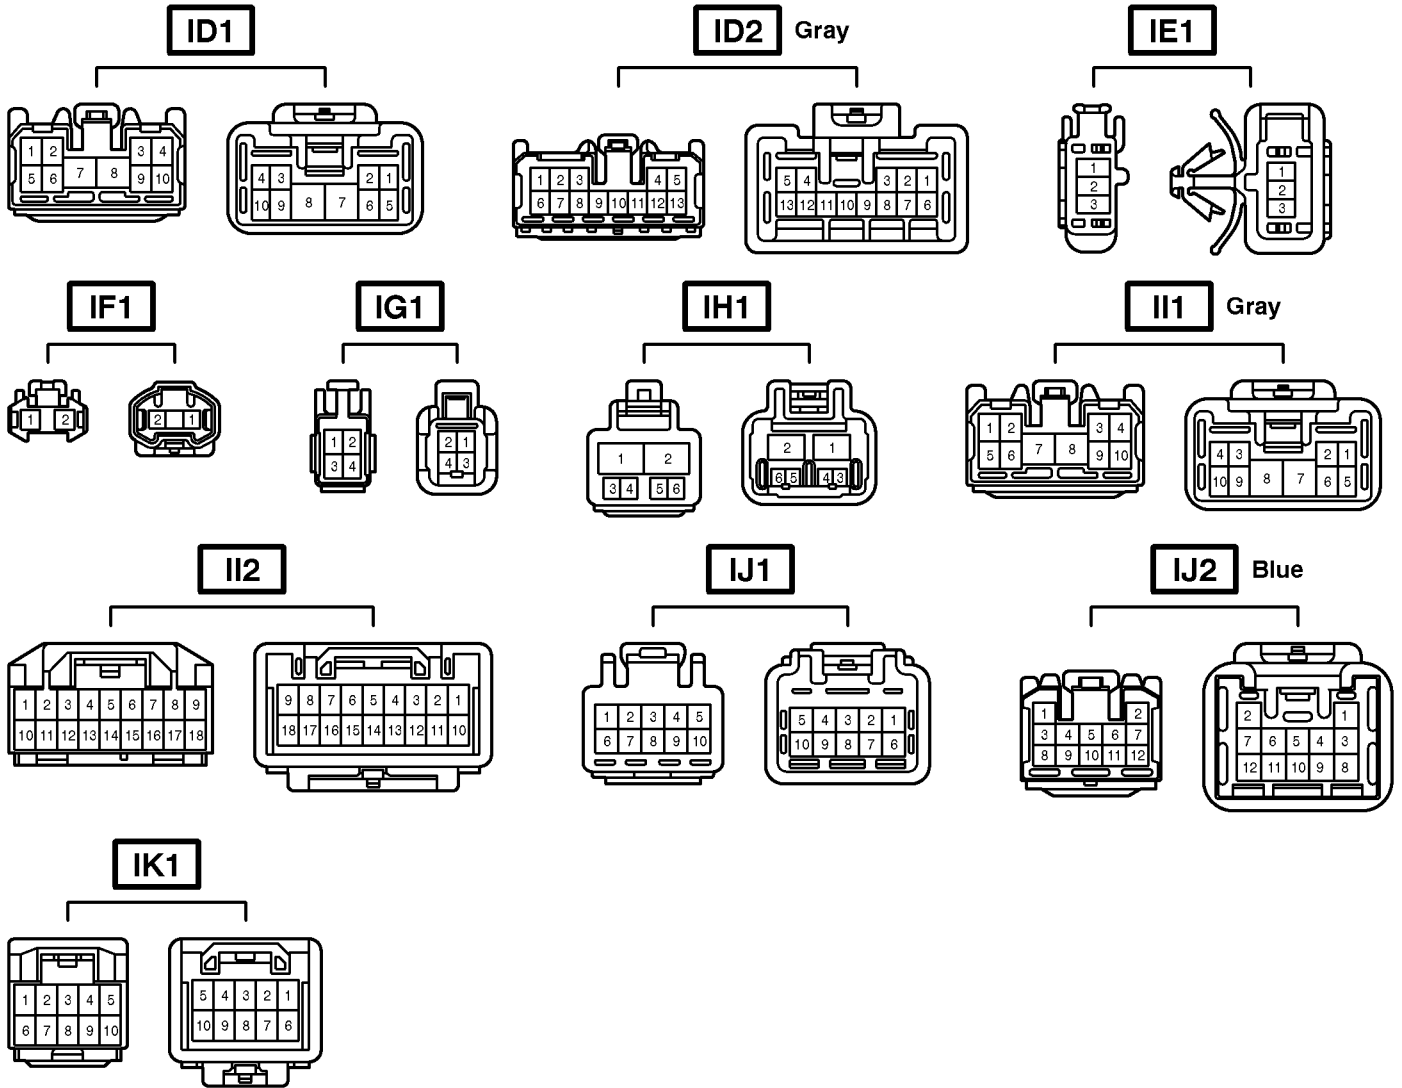 ID1
ID2 Gray
IE1
1 2 3 4
5 6 7 8 9 10
4 3 2 1
10 9 8 7 6 5
1 2 3 4 5
6 7 8 9 10 11 12 13
5 4 3 2 1
13 12 11 10 9 8 7 6
1
2
3
1
2
3
IF1
IG1
IH1
II1 Gray
1 2
2 1
1 2
3 4
2 1
4 3
1 2
3 4 5 6
2 1
6 5 4 3
1 2 3 4
5 6 7 8 9 10
4 3 2 1
10 9 8 7 6 5
II2
IJ1
IJ2 Blue
1 2 3 4 5 6 7 8 9
10 11 12 13 14 15 16 17 18
9 8 7 6 5 4 3 2 1
18 17 16 15 14 13 12 11 10
1 2 3 4 5
6 7 8 9 10
5 4 3 2 1
10 9 8 7 6
1 2
3 4 5 6 7
8 9 10 11 12
2 1
7 6 5 4 3
12 11 10 9 8
IK1
1 2 3 4 5
6 7 8 9 10
5 4 3 2 1
10 9 8 7 6